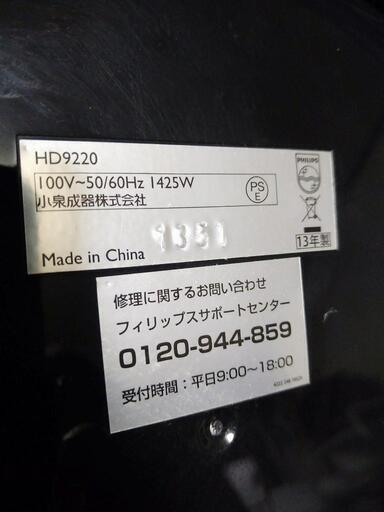 HD9220
100V~50/60Hz 1425W
小泉成器株式会社
PS
E
PHILIPS
13年製
Made in China
9351
修理に関するお問い合わせ
フィリップスサポートセンター
0120-944-859
受付時間：平日9:00〜18:00